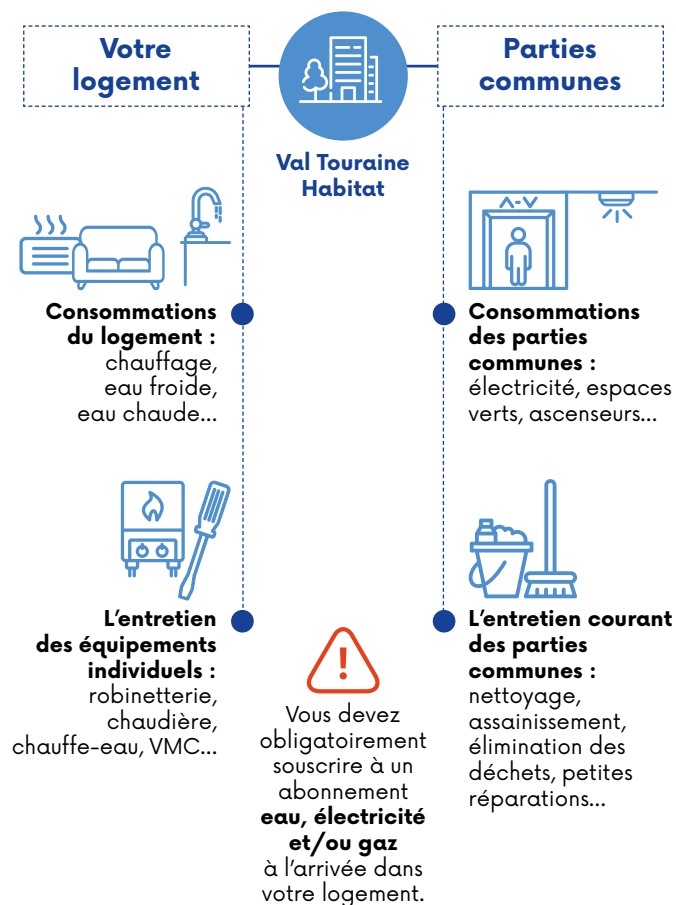 Votre
logement
Val Touraine
Habitat
Parties
communes
Consommations
du logement :
chauffage,
eau froide,
eau chaude...
Consommations
des parties
communes :
électricité, espaces
verts, ascenseurs...
L'entretien
des équipements
individuels :
robinetterie,
chaudière,
chauffe-eau, VMC...
L'entretien courant
des parties
communes :
nettoyage,
assainissement,
élimination des
déchets, petites
réparations...
!
Vous devez
obligatoirement
souscrire à un
abonnement
eau, électricité
et/ou gaz
à l'arrivée dans
votre logement.